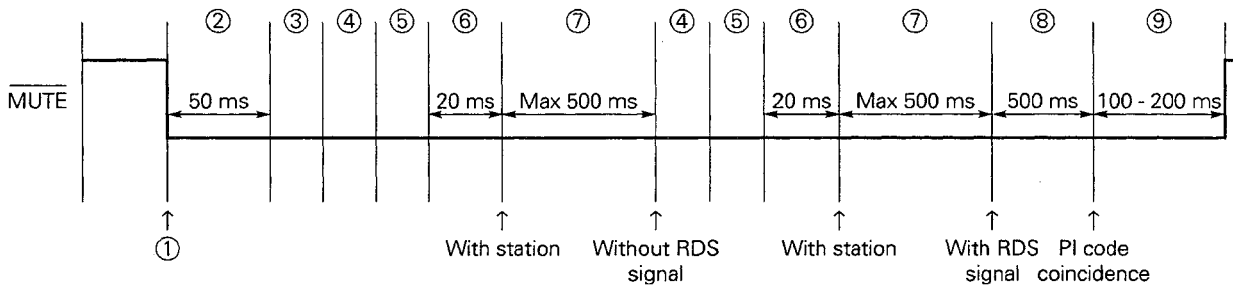 ② ③ ④ ⑤ ⑥ ⑦ ④ ⑤ ⑥ ⑦ ⑧ ⑨
MUTE
50 ms 20 ms Max 500 ms 20 ms Max 500 ms 500 ms 100 - 200 ms
①
With station
Without RDS
signal
With station
With RDS
signal
PI code
coincidence